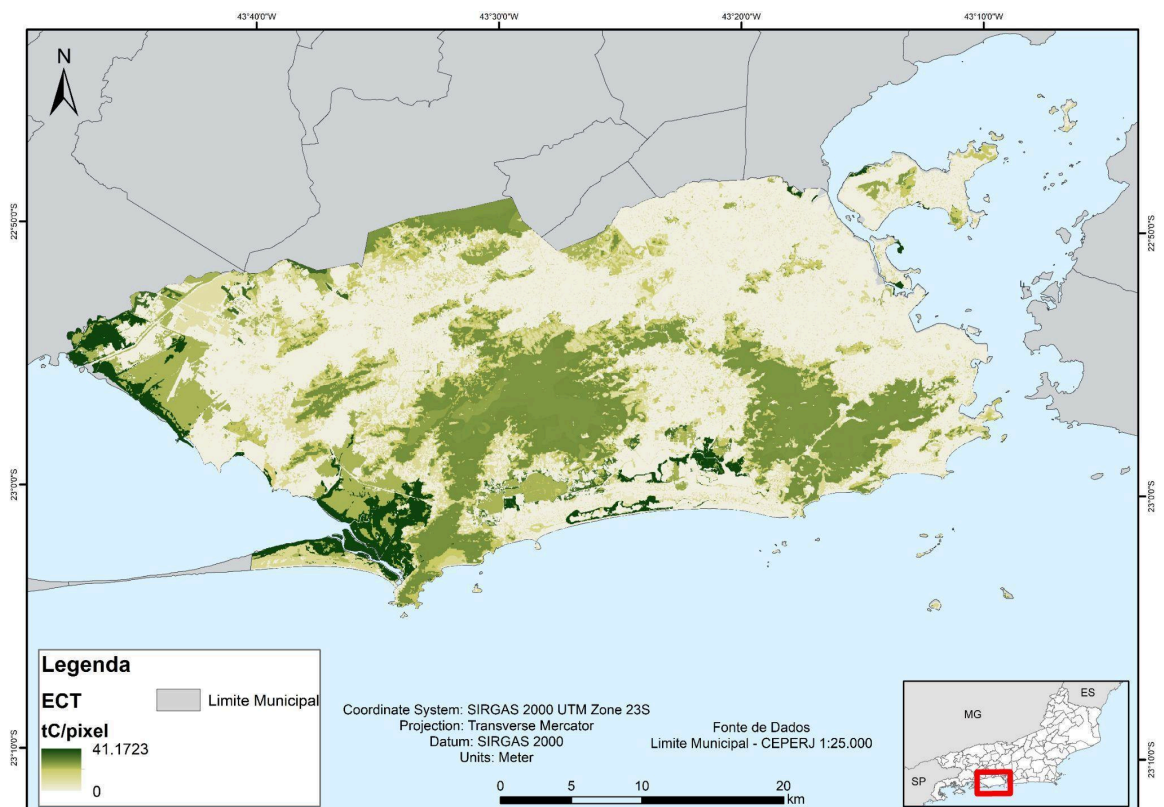 43°40'0"W 43°30'0"W 43°20'0"W 43°10'0"W
N
22°50'0"S 22°50'0"S
23°0'0"S 23°0'0"S
23°10'0"S 23°10'0"S
Legenda
ECT Limite Municipal
tC/pixel
41.1723
0
Coordinate System: SIRGAS 2000 UTM Zone 23S
Projection: Transverse Mercator
Datum: SIRGAS 2000
Units: Meter
Fonte de Dados
Limite Municipal - CEPERJ 1:25.000
0 5 10 20
km
ES
MG
SP